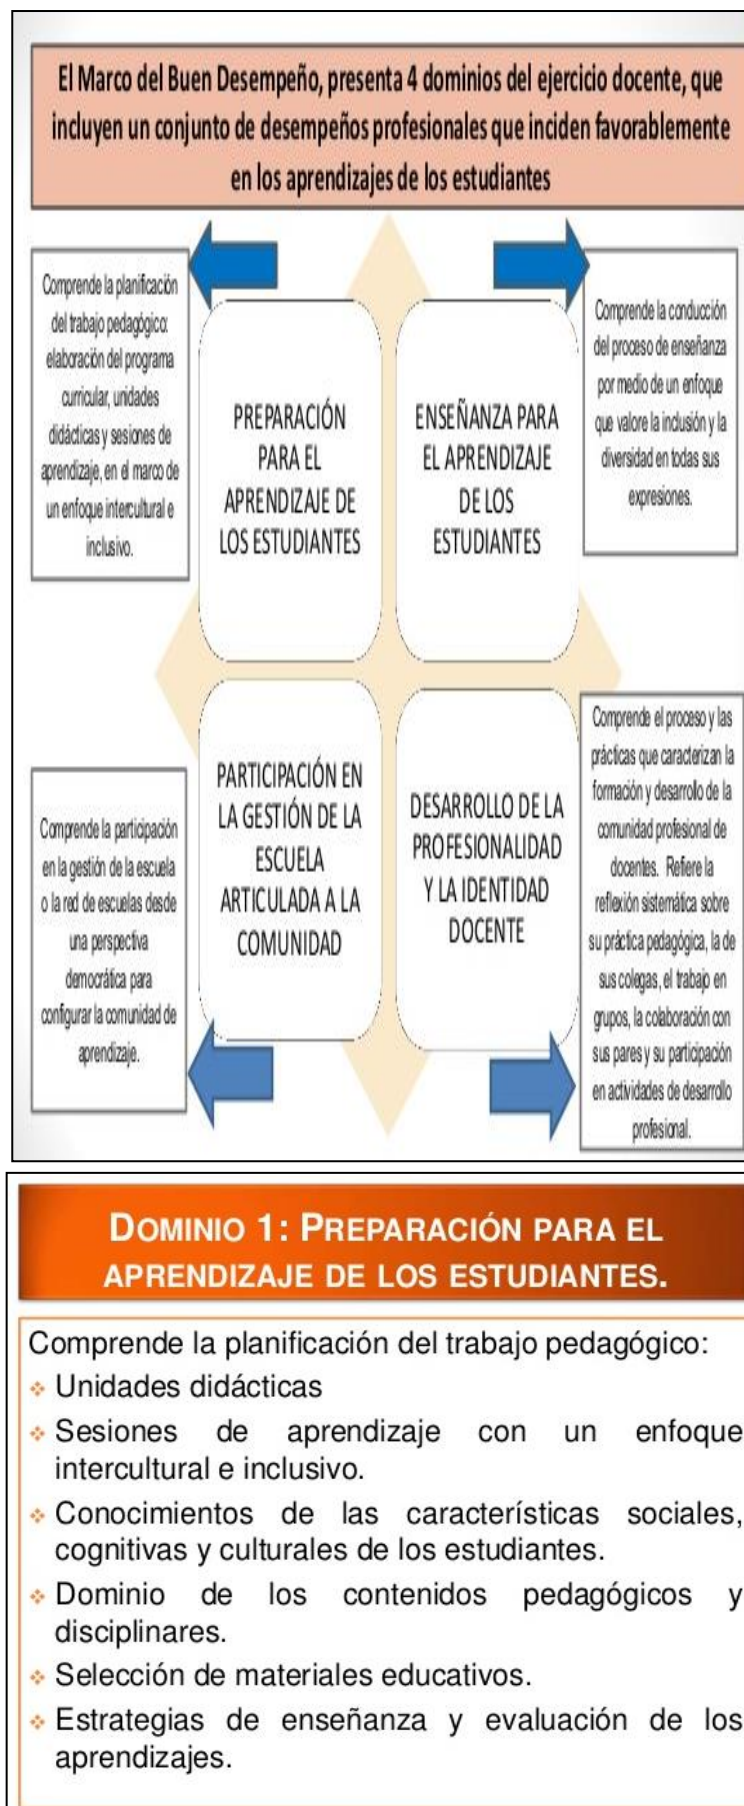 El Marco del Buen Desempeño, presenta 4 dominios del ejercicio docente, que
incluyen un conjunto de desempeños profesionales que inciden favorablemente
en los aprendizajes de los estudiantes
Comprende la planificación
del trabajo pedagógico:
elaboración del programa
curricular, unidades
didácticas y sesiones de
aprendizaje, en el marco de
un enfoque intercultural e
inclusivo.
PREPARACIÓN
PARA EL
APRENDIZAJE DE
LOS ESTUDIANTES
ENSEÑANZA PARA
EL APRENDIZAJE
DE LOS
ESTUDIANTES
Comprende la conducción
del proceso de enseñanza
por medio de un enfoque
que valore la inclusión y la
diversidad en todas sus
expresiones.
Comprende la participación
en la gestión de la escuela
o la red de escuelas desde
una perspectiva
democrática para
configurar la comunidad de
aprendizaje.
PARTICIPACIÓN EN
LA GESTIÓN DE LA
ESCUELA
ARTICULADA A LA
COMUNIDAD
DESARROLLO DE LA
PROFESIONALIDAD
Y LA IDENTIDAD
DOCENTE
Comprende el proceso y las
prácticas que caracterizan la
formación y desarrollo de la
comunidad profesional de
docentes. Refiere la
reflexión sistemática sobre
su práctica pedagógica, la de
sus colegas, el trabajo en
grupos, la colaboración con
sus pares y su participación
en actividades de desarrollo
profesional.
DOMINIO 1: PREPARACIÓN PARA EL
APRENDIZAJE DE LOS ESTUDIANTES.
Comprende la planificación del trabajo pedagógico:
❖ Unidades didácticas
❖ Sesiones de aprendizaje con un enfoque
intercultural e inclusivo.
❖ Conocimientos de las características sociales,
cognitivas y culturales de los estudiantes.
❖ Dominio de los contenidos pedagógicos y
disciplinares.
❖ Selección de materiales educativos.
❖ Estrategias de enseñanza y evaluación de los
aprendizajes.